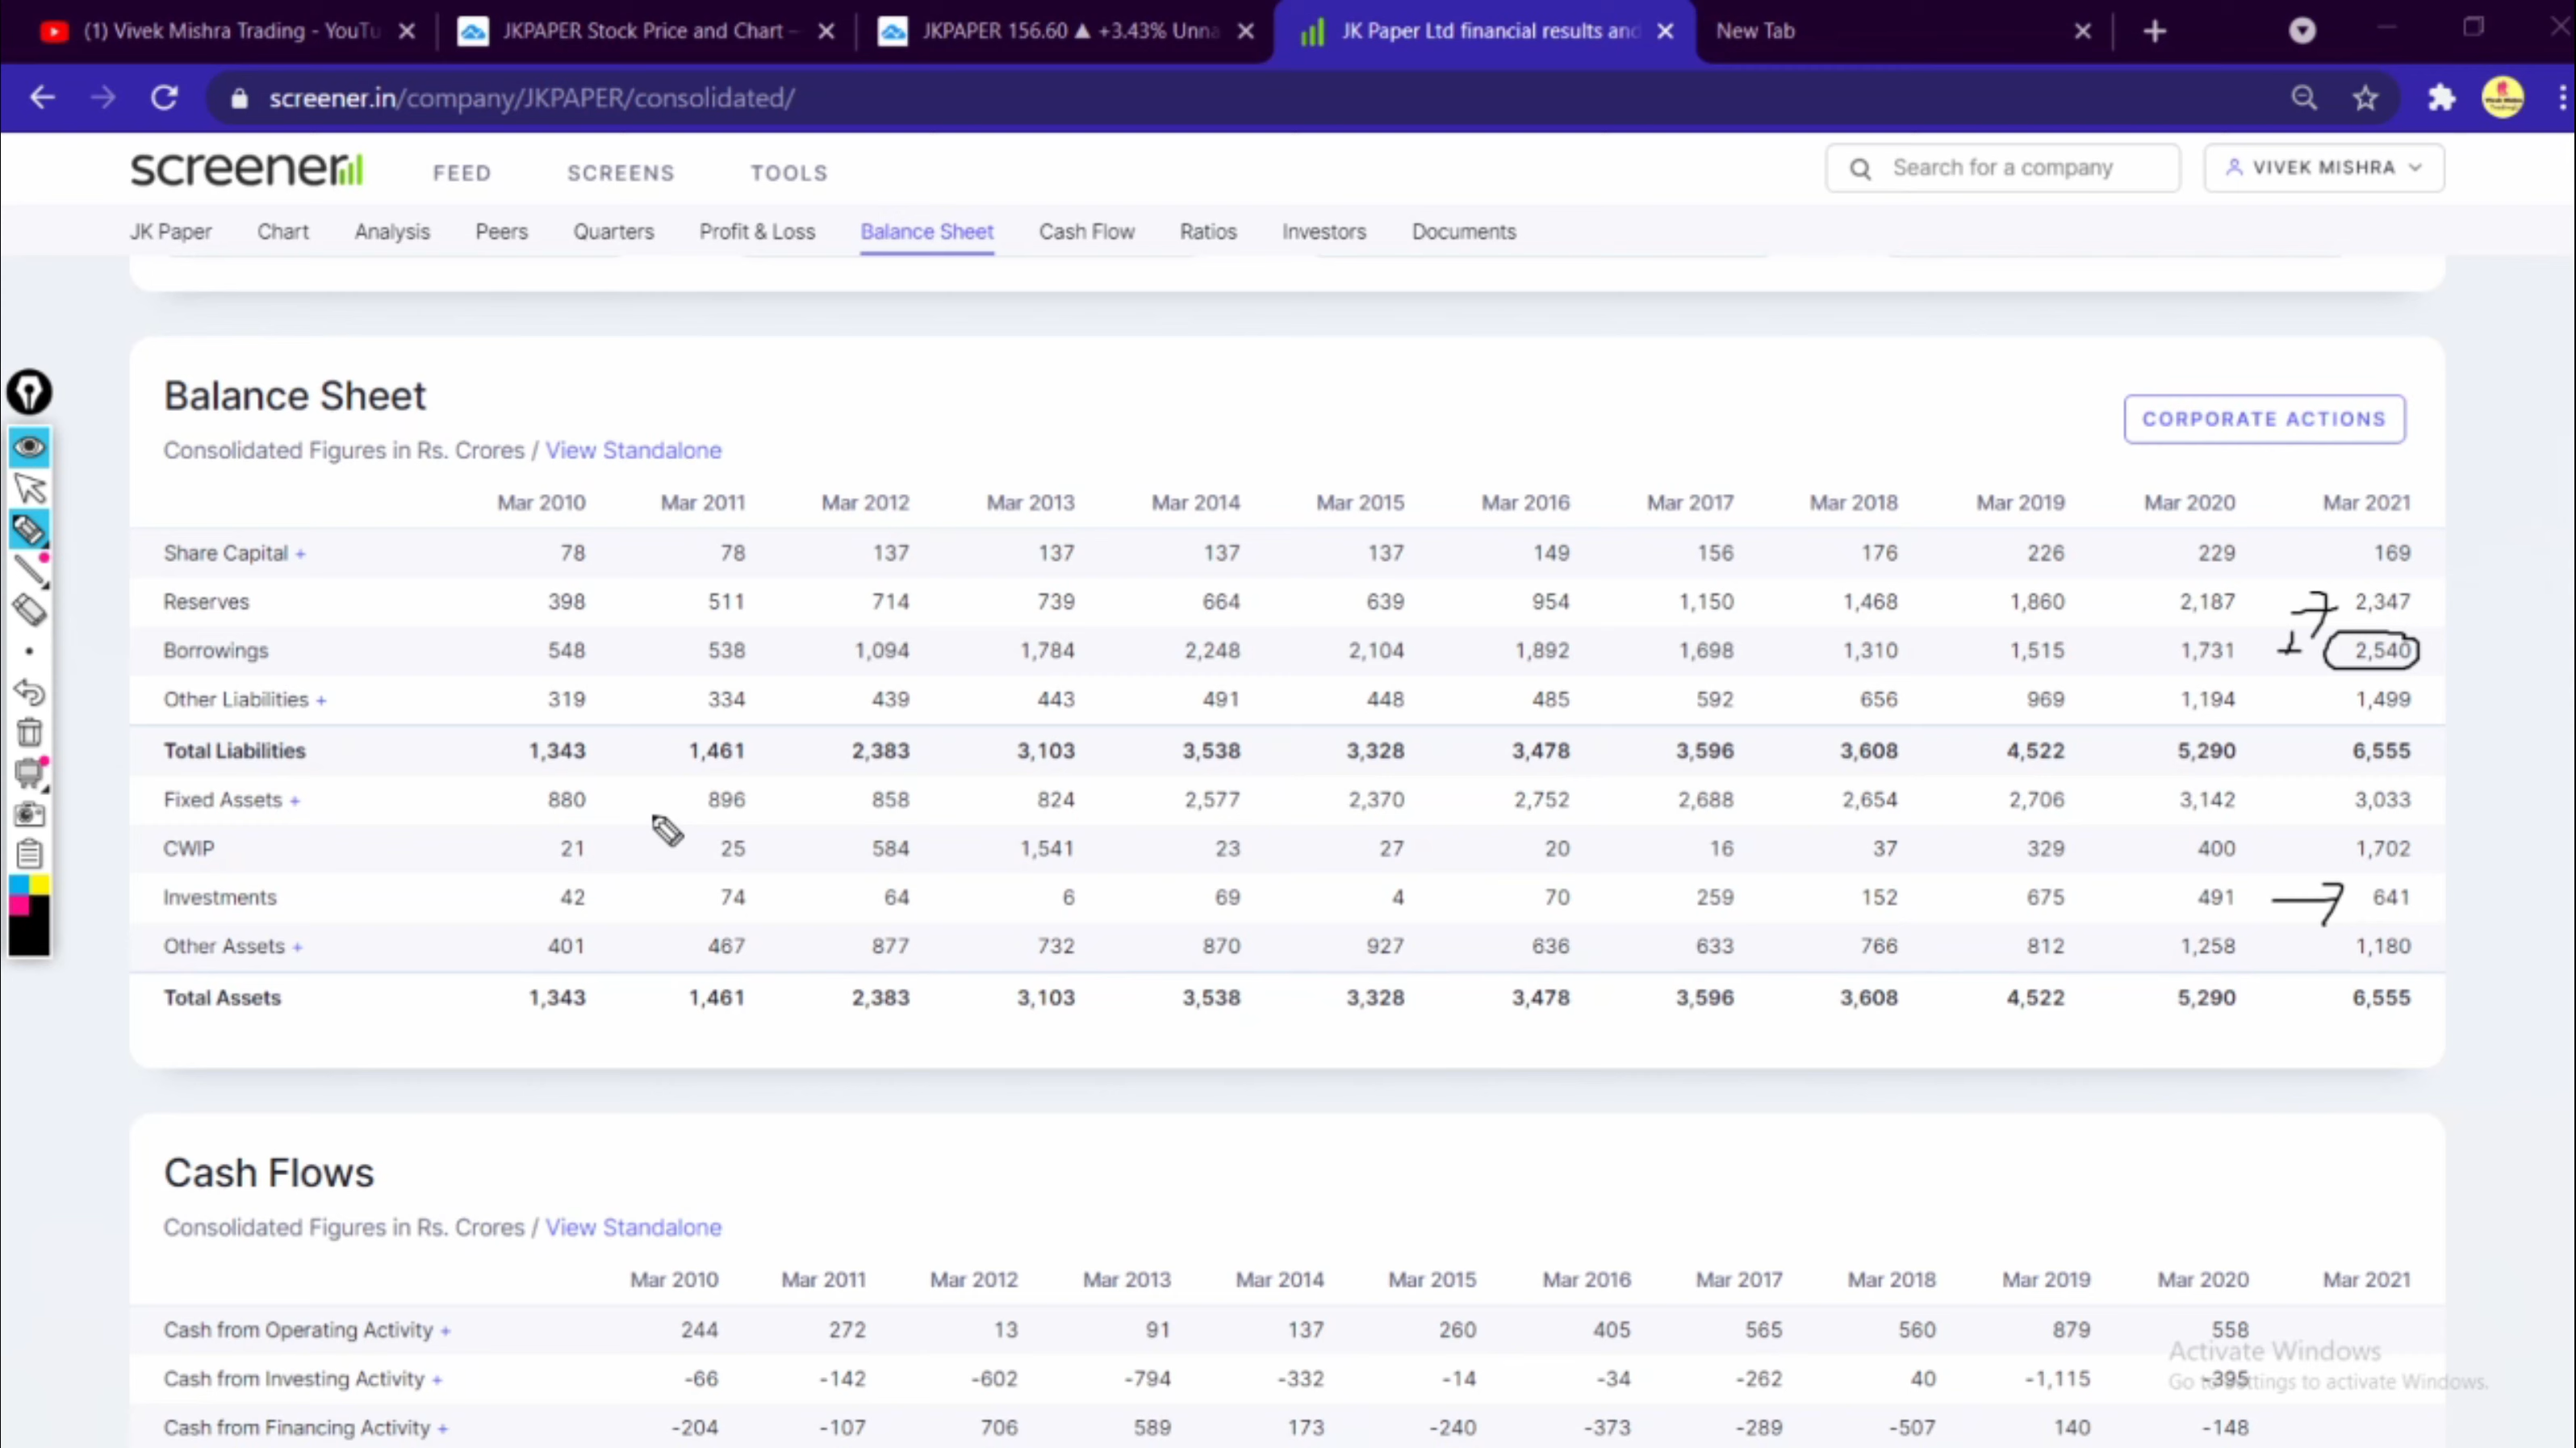 (1) Vivek Mishra Trading - YouTu
JKPAPER Stock Price and Chart —
JKPAPER 156.60 ▲ +3.43% Unna
JK Paper Ltd financial results and
New Tab
screener.in/company/JKPAPER/consolidated/
screener FEED SCREENS TOOLS Search for a company VIVEK MISHRA
JK Paper Chart Analysis Peers Quarters Profit & Loss Balance Sheet Cash Flow Ratios Investors Documents
Balance Sheet
CORPORATE ACTIONS
Consolidated Figures in Rs. Crores / View Standalone
Mar 2010 Mar 2011 Mar 2012 Mar 2013 Mar 2014 Mar 2015 Mar 2016 Mar 2017 Mar 2018 Mar 2019 Mar 2020 Mar 2021
Share Capital + 78 78 137 137 137 137 149 156 176 226 229 169
Reserves 398 511 714 739 664 639 954 1,150 1,468 1,860 2,187 2,347
Borrowings 548 538 1,094 1,784 2,248 2,104 1,892 1,698 1,310 1,515 1,731 2,540
Other Liabilities + 319 334 439 443 491 448 485 592 656 969 1,194 1,499
Total Liabilities 1,343 1,461 2,383 3,103 3,538 3,328 3,478 3,596 3,608 4,522 5,290 6,555
Fixed Assets + 880 896 858 824 2,577 2,370 2,752 2,688 2,654 2,706 3,142 3,033
CWIP 21 25 584 1,541 23 27 20 16 37 329 400 1,702
Investments 42 74 64 6 69 4 70 259 152 675 491 641
Other Assets + 401 467 877 732 870 927 636 633 766 812 1,258 1,180
Total Assets 1,343 1,461 2,383 3,103 3,538 3,328 3,478 3,596 3,608 4,522 5,290 6,555
Cash Flows
Consolidated Figures in Rs. Crores / View Standalone
Mar 2010 Mar 2011 Mar 2012 Mar 2013 Mar 2014 Mar 2015 Mar 2016 Mar 2017 Mar 2018 Mar 2019 Mar 2020 Mar 2021
Cash from Operating Activity + 244 272 13 91 137 260 405 565 560 879 558
Activate Windows
Cash from Investing Activity + -66 -142 -602 -794 -332 -14 -34 -262 40 -1,115 -395
Go to Settings to activate Windows.
Cash from Financing Activity + -204 -107 706 589 173 -240 -373 -289 -507 140 -148